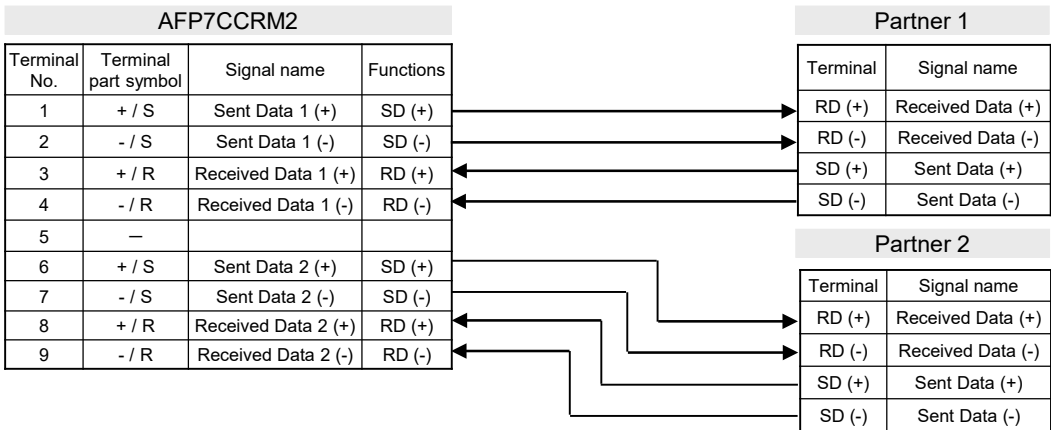 AFP7CCRM2
Terminal No. Terminal part symbol Signal name Functions
1 + / S Sent Data 1 (+) SD (+)
2 - / S Sent Data 1 (-) SD (-)
3 + / R Received Data 1 (+) RD (+)
4 - / R Received Data 1 (-) RD (-)
5 —
6 + / S Sent Data 2 (+) SD (+)
7 - / S Sent Data 2 (-) SD (-)
8 + / R Received Data 2 (+) RD (+)
9 - / R Received Data 2 (-) RD (-)
Partner 1
Terminal Signal name
RD (+) Received Data (+)
RD (-) Received Data (-)
SD (+) Sent Data (+)
SD (-) Sent Data (-)
Partner 2
Terminal Signal name
RD (+) Received Data (+)
RD (-) Received Data (-)
SD (+) Sent Data (+)
SD (-) Sent Data (-)